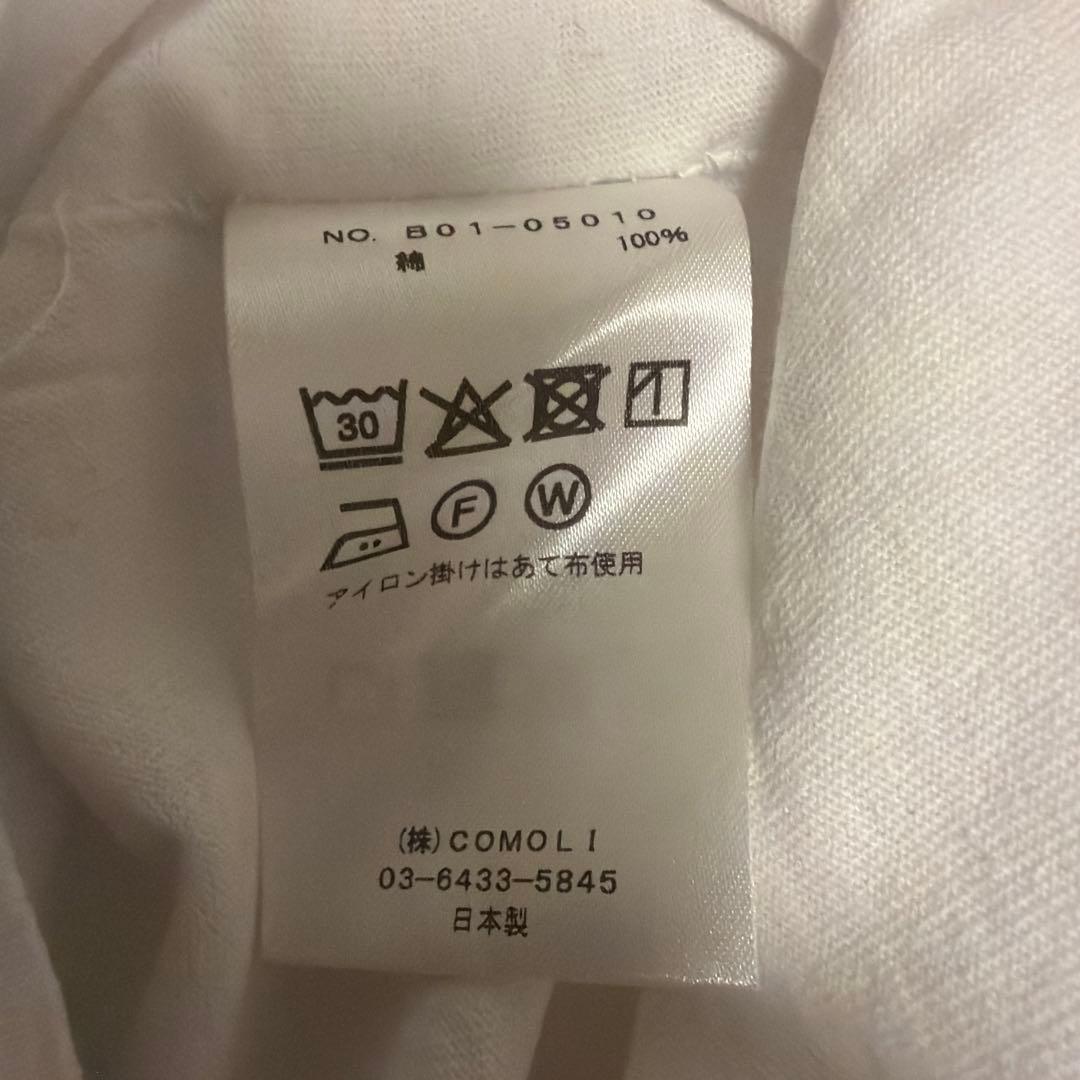 NO. B01-05010
綿 100%
30
F W
アイロン掛けはあて布使用
(株)COMOLI
03-6433-5845
日本製